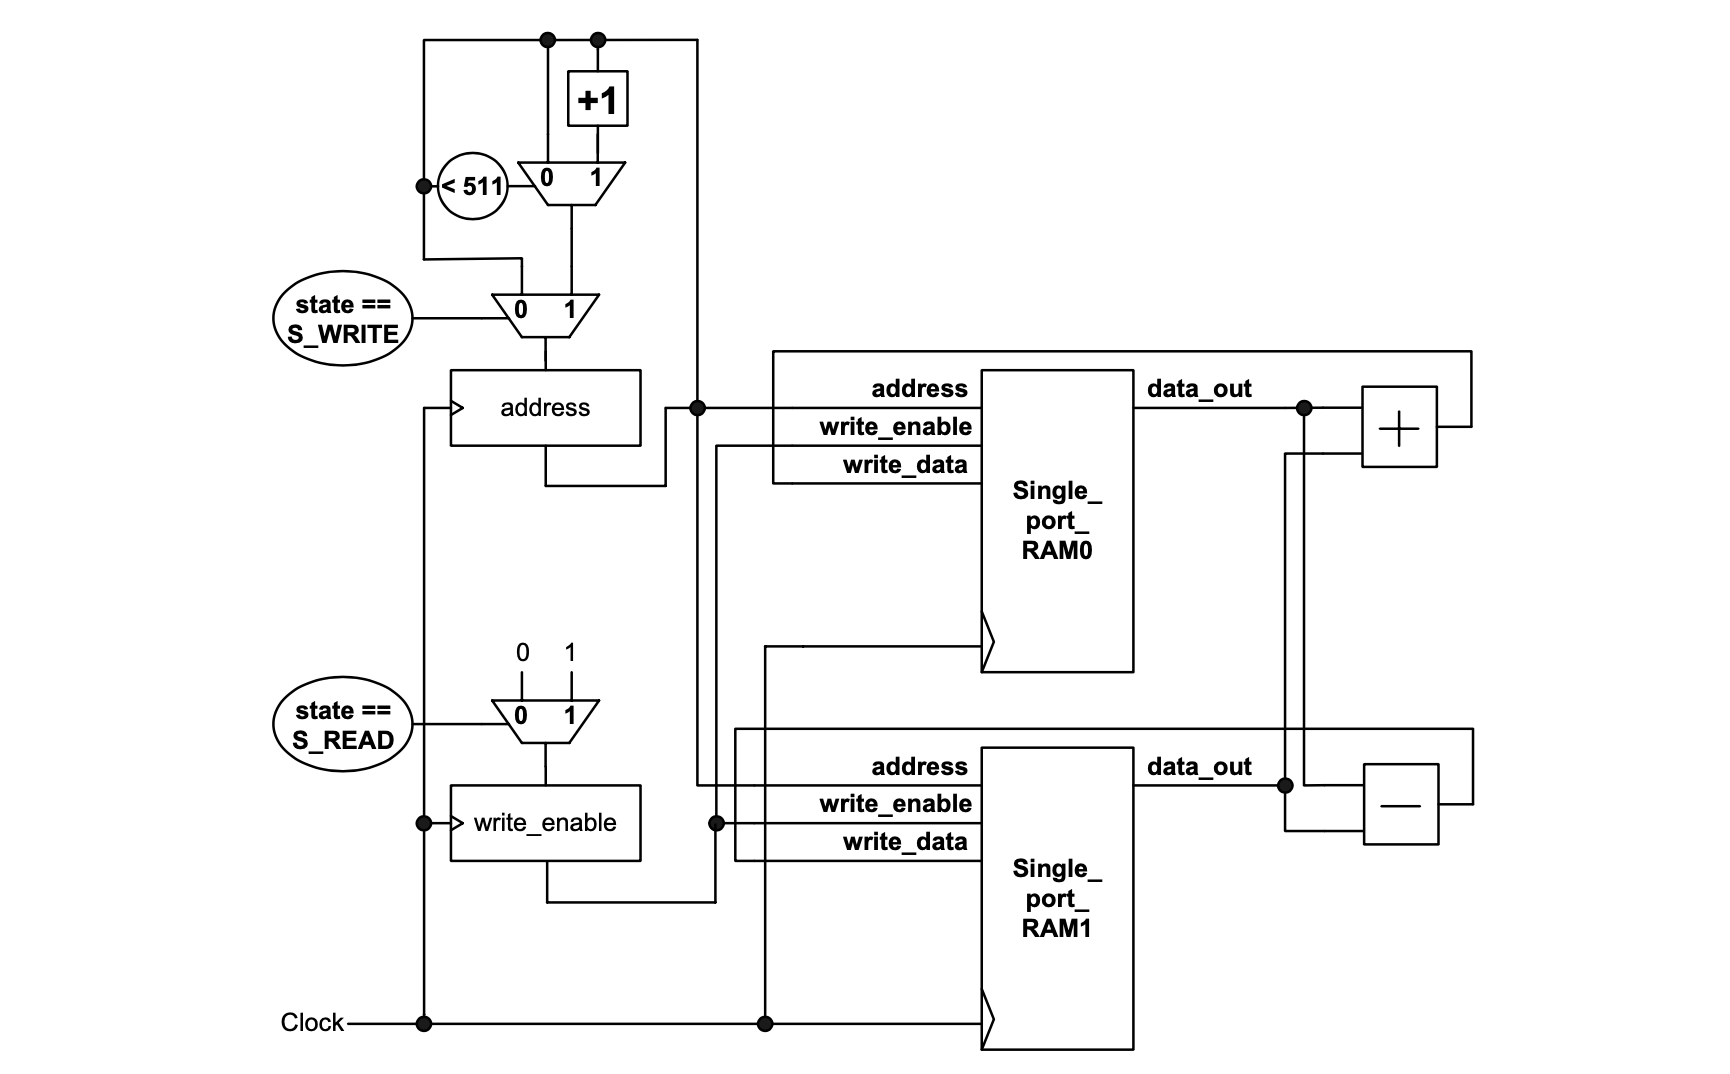 +1
0 1
< 511
state ==
S_WRITE
0 1
address
address
write_enable
write_data
data_out
Single_
port_
RAM0
0 1
state ==
S_READ
0 1
write_enable
address
write_enable
write_data
data_out
Single_
port_
RAM1
Clock